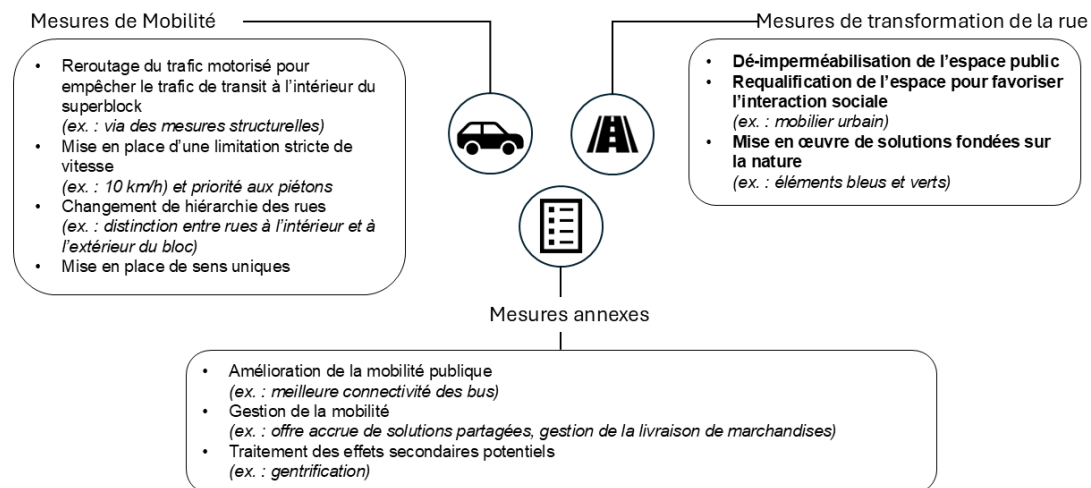 Mesures de Mobilité
• Reroutage du trafic motorisé pour
empêcher le trafic de transit à l’intérieur du
superblock
(ex. : via des mesures structurelles)
• Mise en place d’une limitation stricte de
vitesse
(ex. : 10 km/h) et priorité aux piétons
• Changement de hiérarchie des rues
(ex. : distinction entre rues à l’intérieur et à
l’extérieur du bloc)
• Mise en place de sens uniques
Mesures de transformation de la rue
• Dé-imperméabilisation de l’espace public
• Requalification de l’espace pour favoriser
l’interaction sociale
(ex. : mobilier urbain)
• Mise en œuvre de solutions fondées sur
la nature
(ex. : éléments bleus et verts)
Mesures annexes
• Amélioration de la mobilité publique
(ex. : meilleure connectivité des bus)
• Gestion de la mobilité
(ex. : offre accrue de solutions partagées, gestion de la livraison de marchandises)
• Traitement des effets secondaires potentiels
(ex. : gentrification)